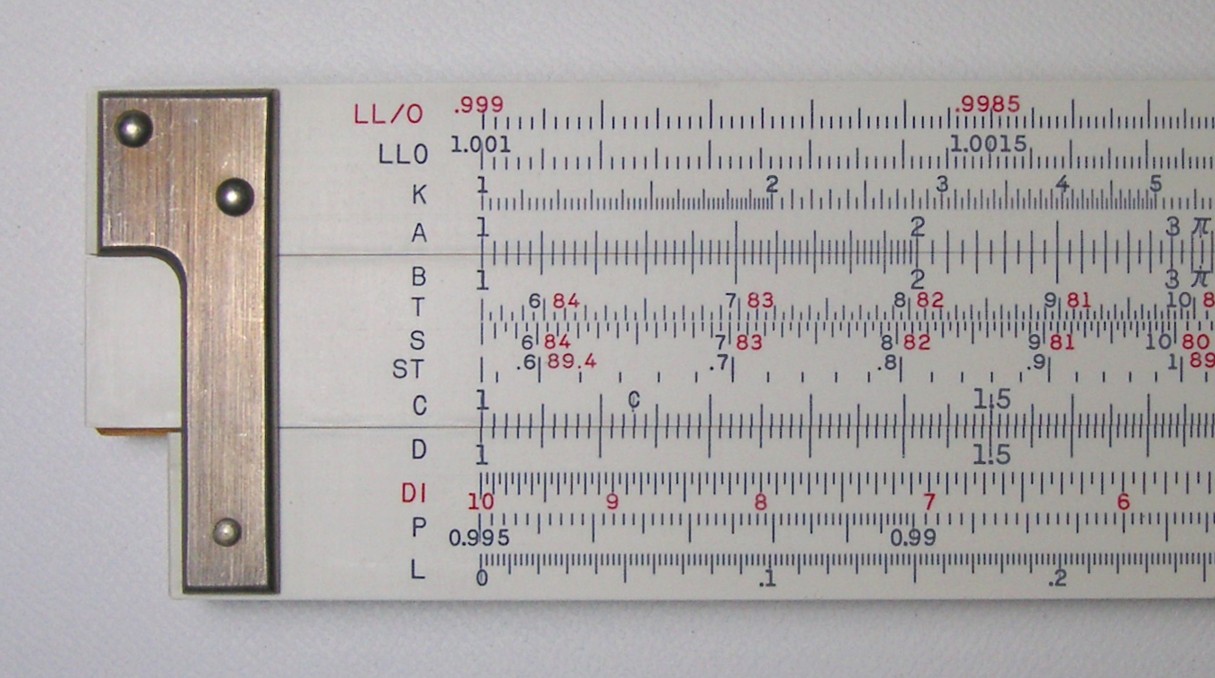 LL/0 .999 .9985
LL0 1.001 1.0015
K 1 2 3 4 5
A 1 2 3 π
B 1 2 3 π
T 6 84 7 83 8 82 9 81 10 8
S 6 84 7 83 8 82 9 81 10 80
ST .6 89.4 .7 .8 .9 1 89
C 1 ¢ 1.5
D 1 1.5
DI 10 9 8 7 6
P 0.995 0.99
L 0 .1 .2